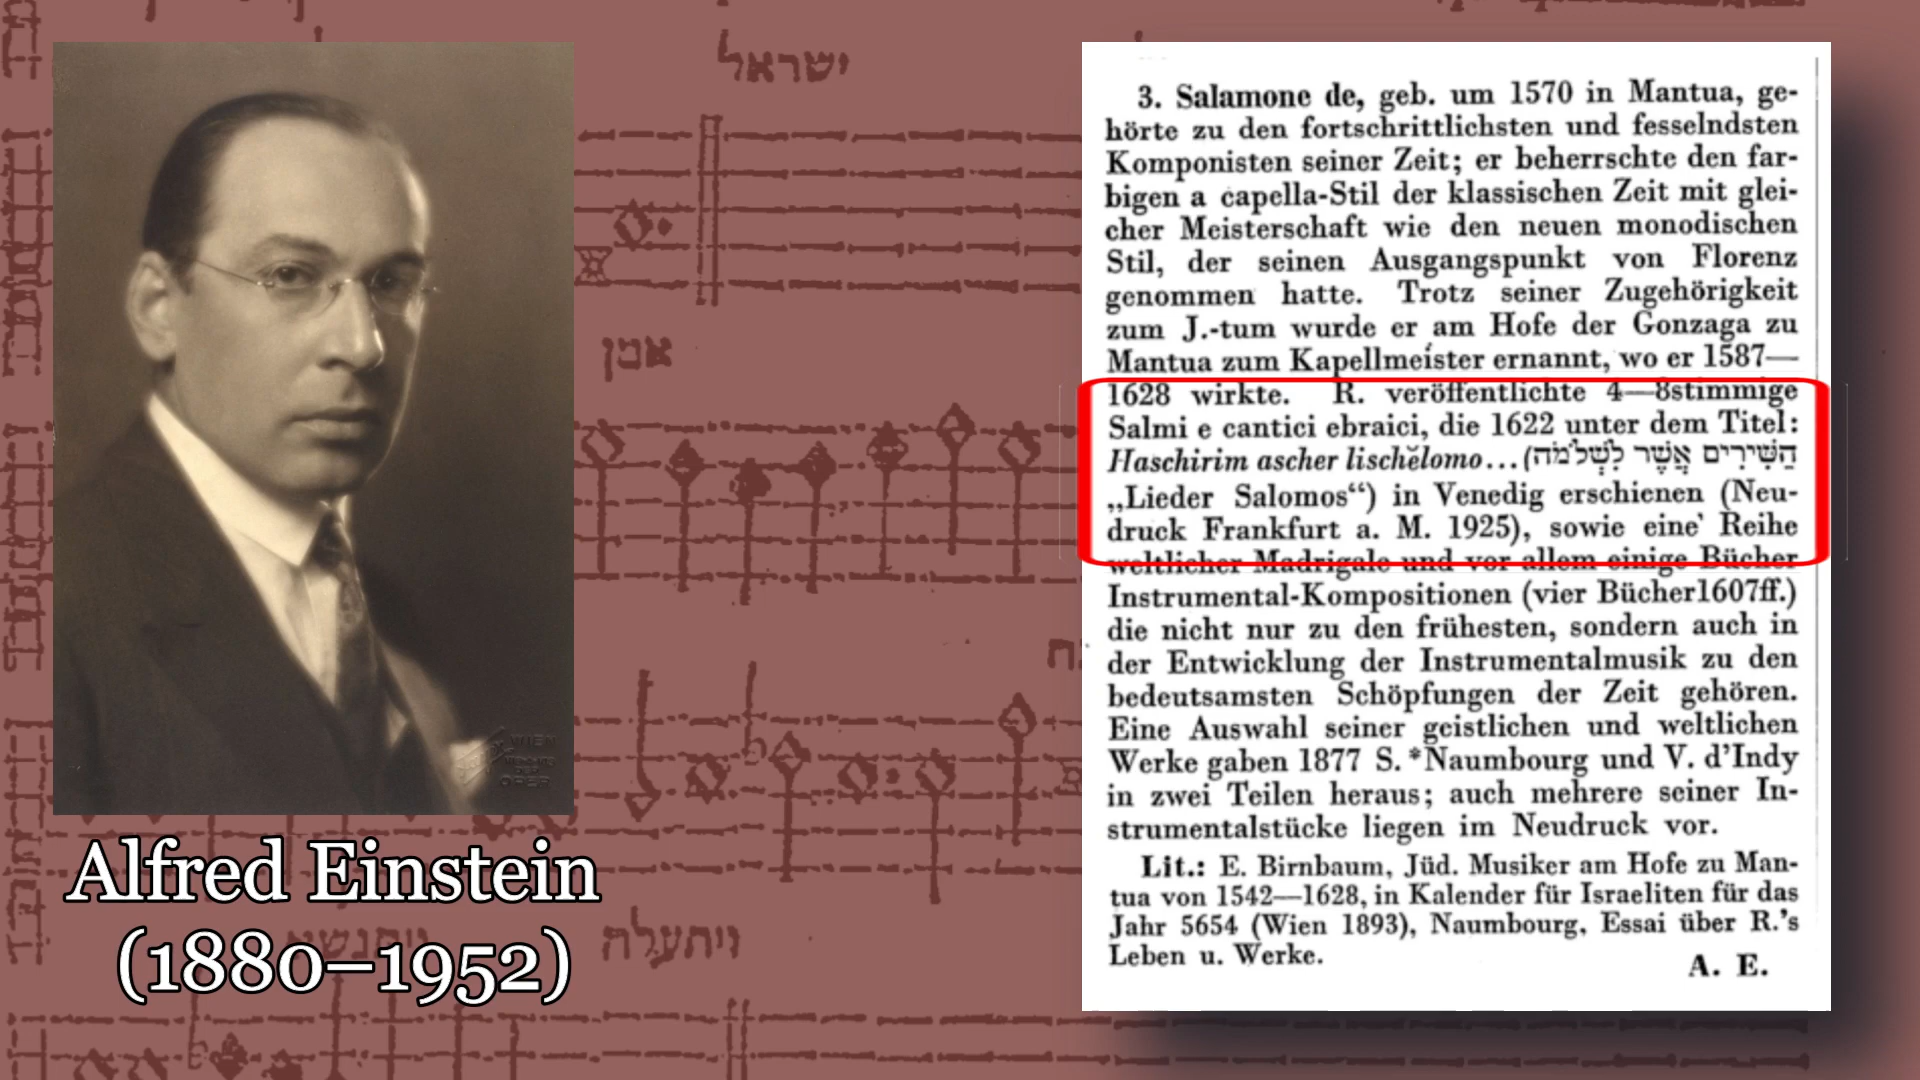 ישראל
אמן
ויתנשא
ויתעלה
Alfred Einstein
(1880–1952)
3. Salamone de, geb. um 1570 in Mantua, ge-
hörte zu den fortschrittlichsten und fesselndsten
Komponisten seiner Zeit; er beherrschte den far-
bigen a capella-Stil der klassischen Zeit mit glei-
cher Meisterschaft wie den neuen monodischen
Stil, der seinen Ausgangspunkt von Florenz
genommen hatte. Trotz seiner Zugehörigkeit
zum J.-tum wurde er am Hofe der Gonzaga zu
Mantua zum Kapellmeister ernannt, wo er 1587—
1628 wirkte. R. veröffentlichte 4—8stimmige
Salmi e cantici ebraici, die 1622 unter dem Titel:
Haschirim ascher lischĕlomo... (הַשִּׁירִים אֲשֶׁר לִשְׁלֹמֹה
„Lieder Salomos“) in Venedig erschienen (Neu-
druck Frankfurt a. M. 1925), sowie eine Reihe
weltlicher Madrigale und vor allem einige Bücher
Instrumental-Kompositionen (vier Bücher1607ff.)
die nicht nur zu den frühesten, sondern auch in
der Entwicklung der Instrumentalmusik zu den
bedeutsamsten Schöpfungen der Zeit gehören.
Eine Auswahl seiner geistlichen und weltlichen
Werke gaben 1877 S. *Naumbourg und V. d'Indy
in zwei Teilen heraus; auch mehrere seiner In-
strumentalstücke liegen im Neudruck vor.
Lit.: E. Birnbaum, Jüd. Musiker am Hofe zu Man-
tua von 1542—1628, in Kalender für Israeliten für das
Jahr 5654 (Wien 1893), Naumbourg, Essai über R.'s
Leben u. Werke.
A. E.